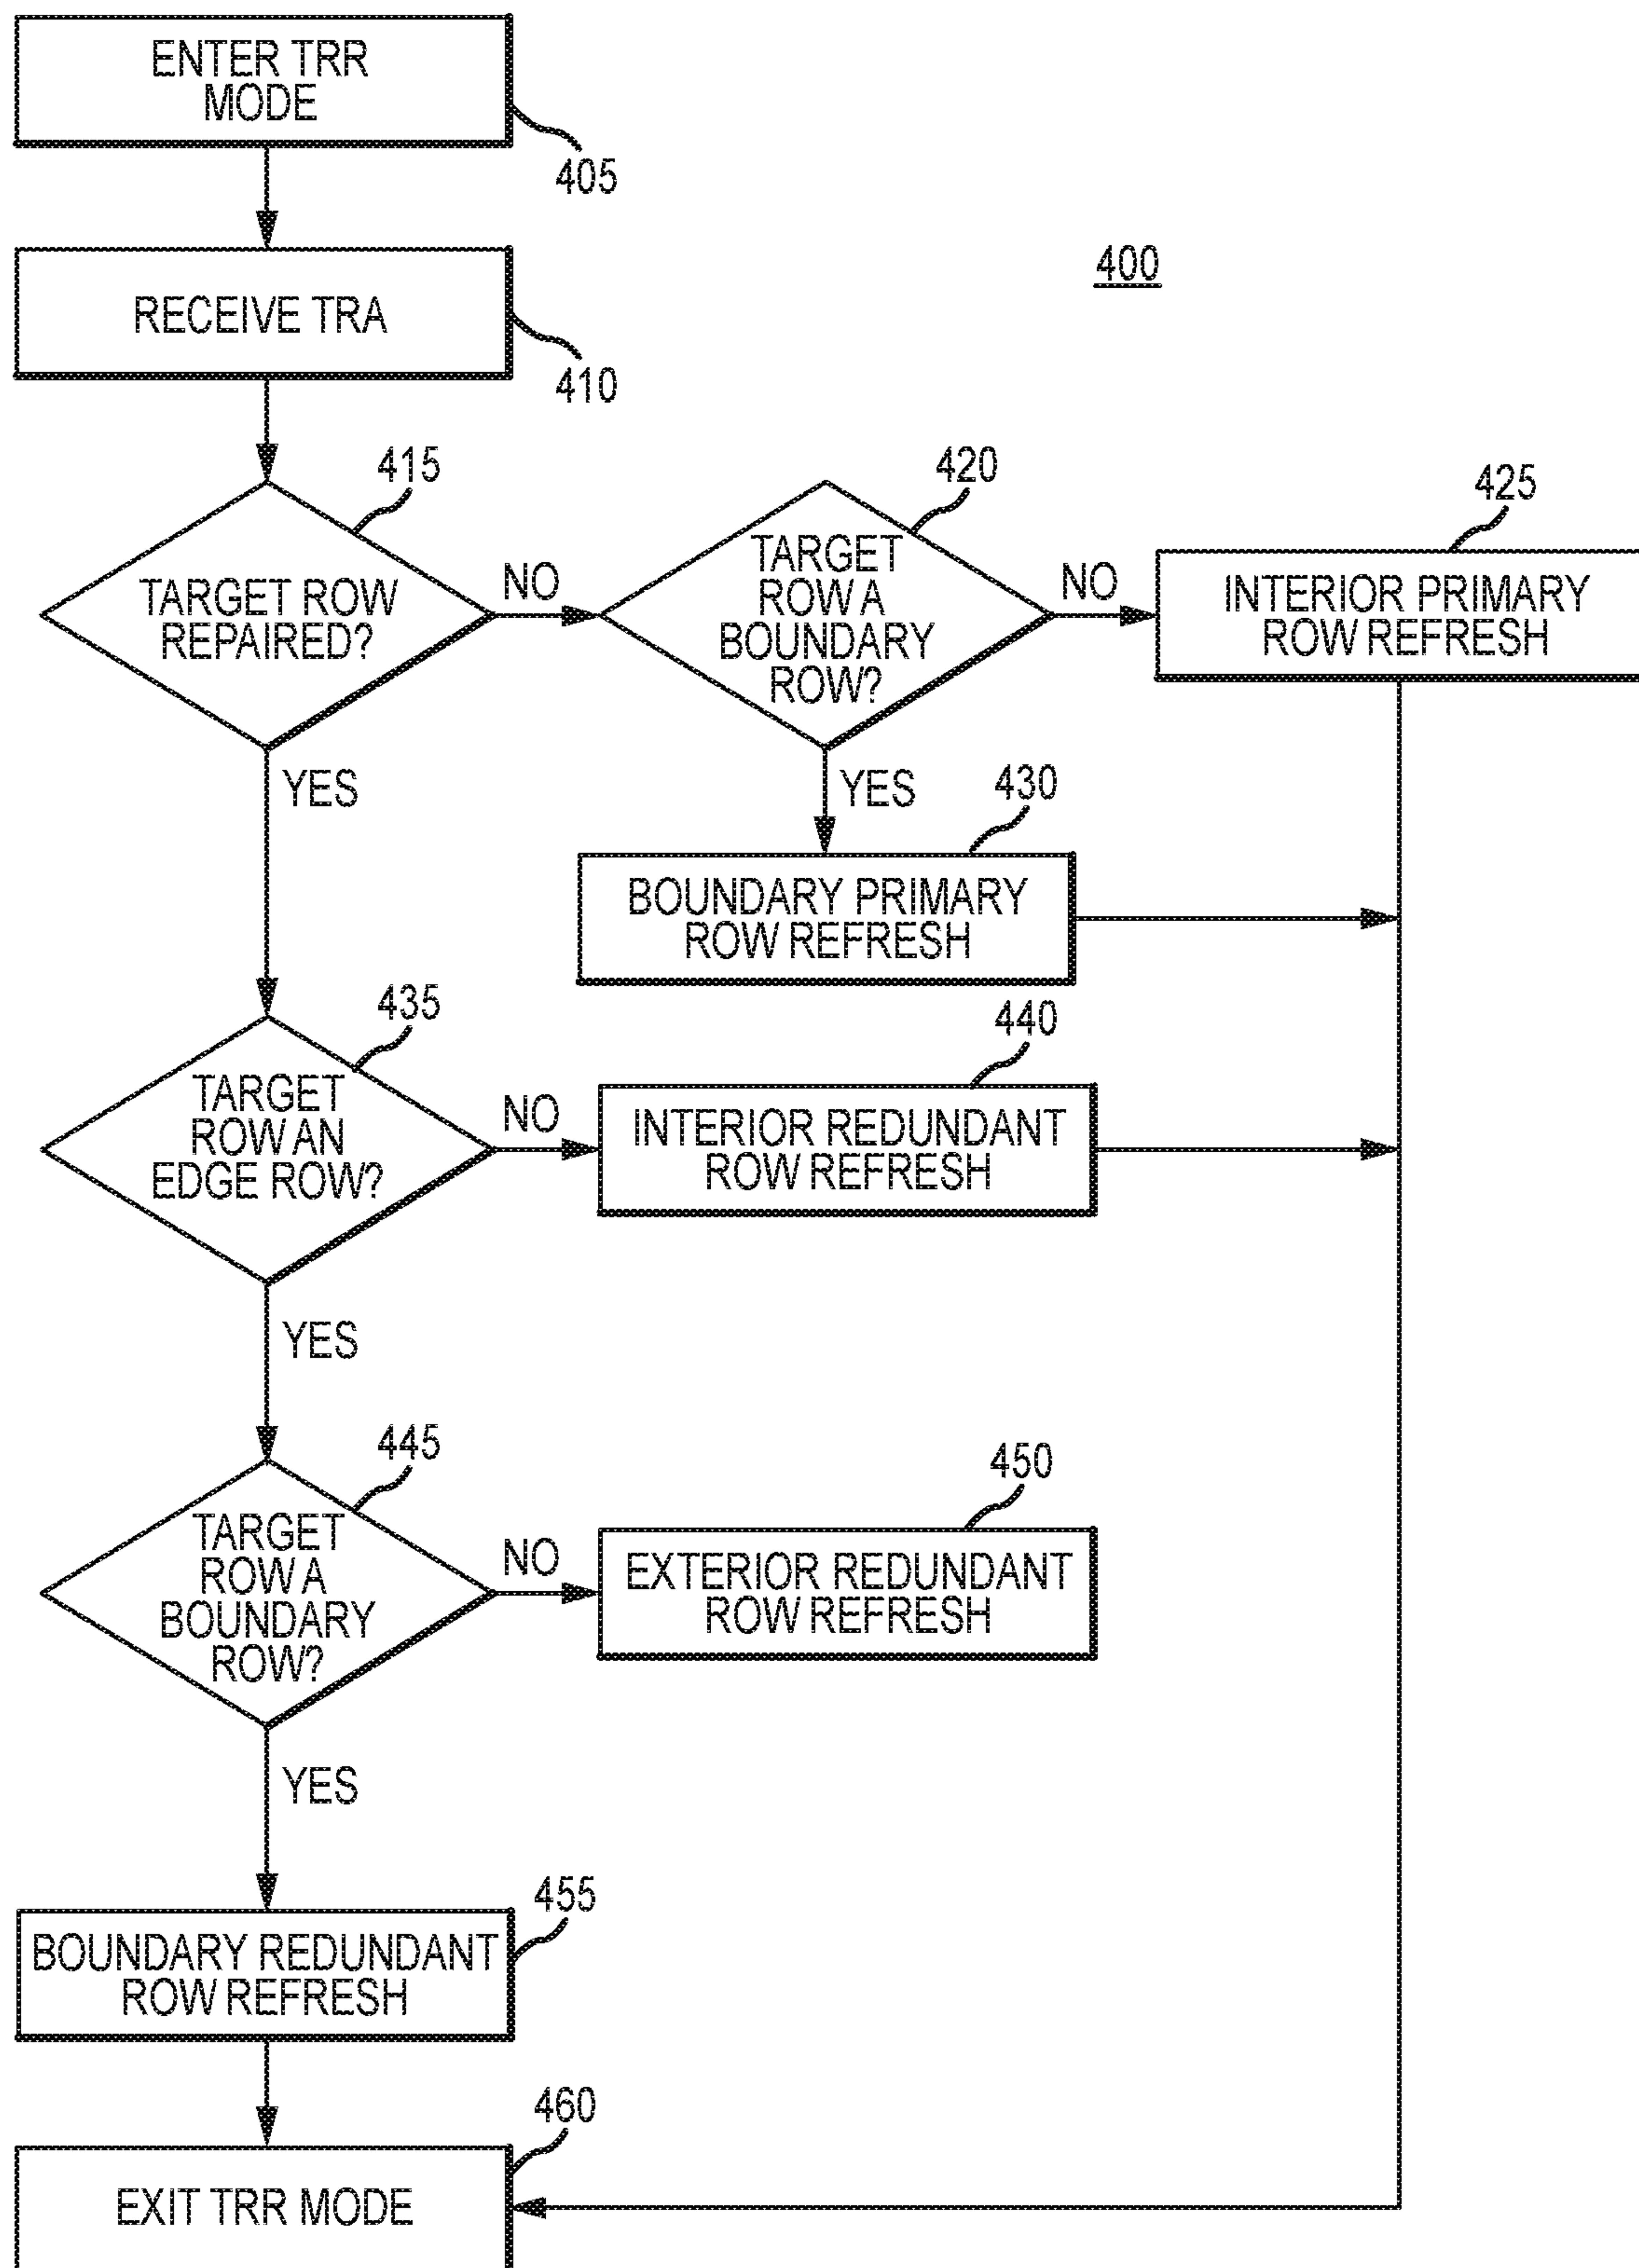 ENTER TRR
MODE
405
400
RECEIVE TRA
410
415
420
425
TARGET ROW
REPAIRED?
NO
TARGET
ROW A
BOUNDARY
ROW?
NO
INTERIOR PRIMARY
ROW REFRESH
YES
YES
430
BOUNDARY PRIMARY
ROW REFRESH
435
440
TARGET
ROW AN
EDGE ROW?
NO
INTERIOR REDUNDANT
ROW REFRESH
YES
445
450
TARGET
ROW A
BOUNDARY
ROW?
NO
EXTERIOR REDUNDANT
ROW REFRESH
YES
455
BOUNDARY REDUNDANT
ROW REFRESH
460
EXIT TRR MODE